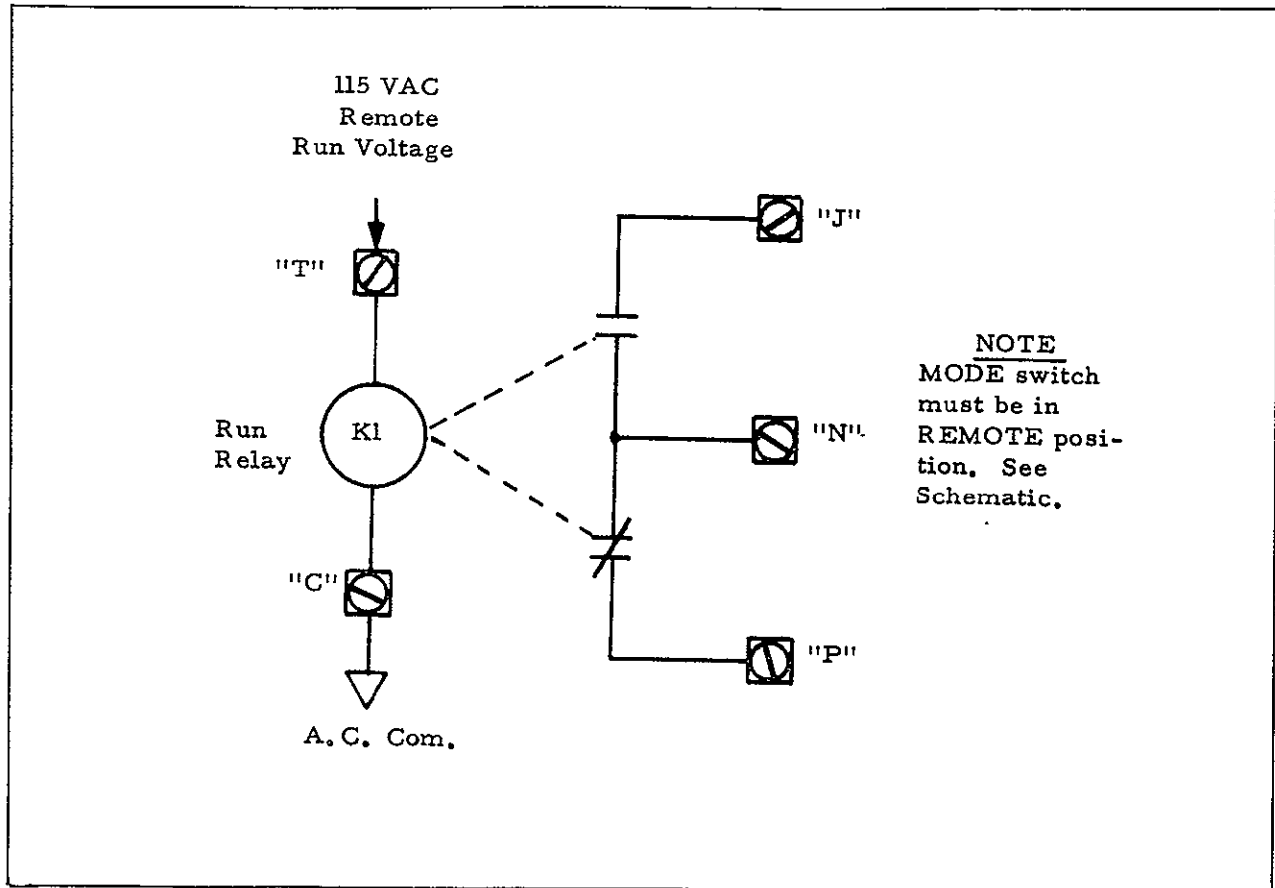 115 VAC
Remote
Run Voltage
"T"
"J"
Run
Relay
K1
"N"
"C"
"P"
A.C. Com.
NOTE
MODE switch
must be in
REMOTE posi-
tion. See
Schematic.